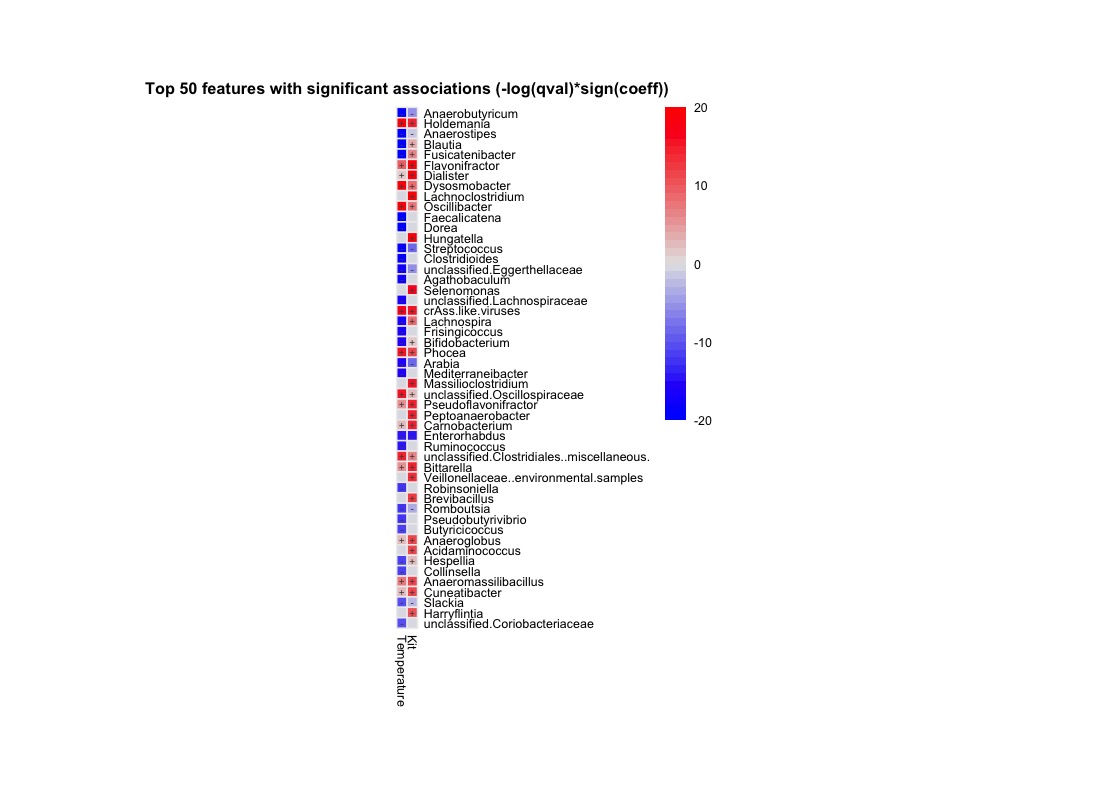 Top 50 features with significant associations (-log(qval)*sign(coeff))
Anaerobutyricum
Holdemania
Anaerostipes
Blautia
Fusicatenibacter
Flavonifractor
Dialister
Dysosmobacter
Lachnoclostridium
Oscillibacter
Faecalicatena
Dorea
Hungatella
Streptococcus
Clostridioides
unclassified.Eggerthellaceae
Agathobaculum
Selenomonas
unclassified.Lachnospiraceae
crAss.like.viruses
Lachnospira
Frisingicoccus
Bifidobacterium
Phocea
Arabia
Mediterraneibacter
Massilioclostridium
unclassified.Oscillospiraceae
Pseudoflavonifractor
Peptoanaerobacter
Carnobacterium
Enterorhabdus
Ruminococcus
unclassified.Clostridiales..miscellaneous.
Bittarella
Veillonellaceae..environmental.samples
Robinsoniella
Brevibacillus
Romboutsia
Pseudobutyrivibrio
Butyricicoccus
Anaeroglobus
Acidaminococcus
Hespellia
Collinsella
Anaeromassilibacillus
Cuneatibacter
Slackia
Harryflintia
unclassified.Coriobacteriaceae
Temperature
Kit
20
10
0
-10
-20